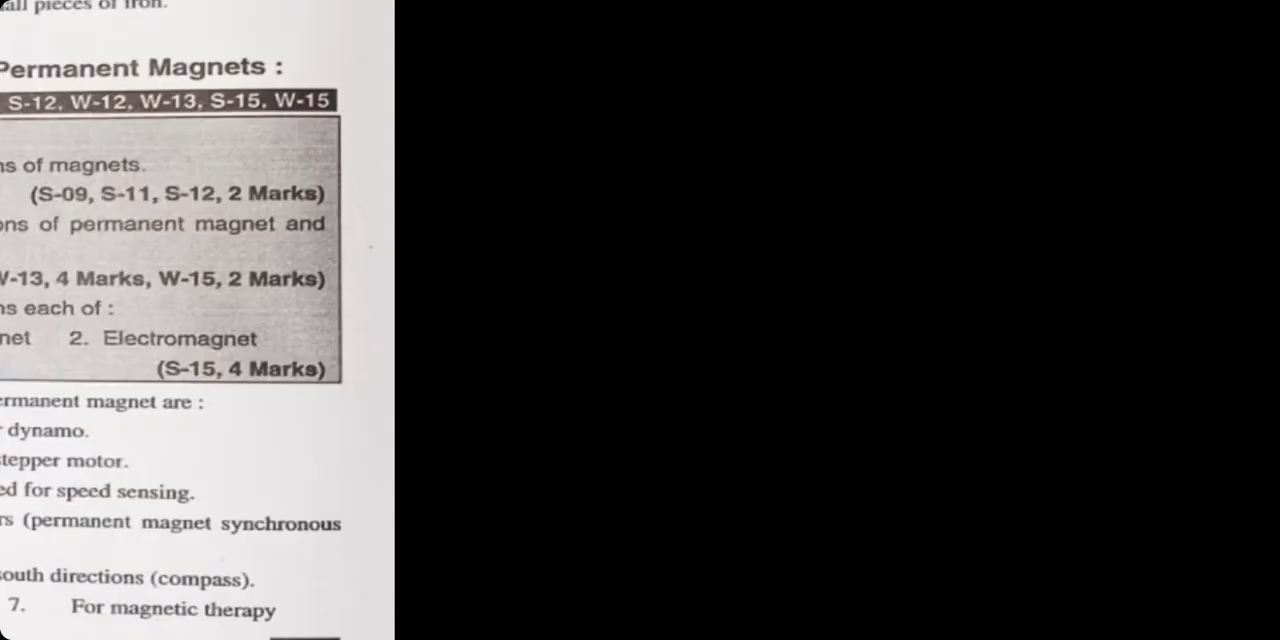 all pieces of iron.
Permanent Magnets :
S-12, W-12, W-13, S-15, W-15
ns of magnets.
(S-09, S-11, S-12, 2 Marks)
ons of permanent magnet and
W-13, 4 Marks, W-15, 2 Marks)
ns each of :
net 2. Electromagnet
(S-15, 4 Marks)
ermanent magnet are :
r dynamo.
stepper motor.
ed for speed sensing.
rs (permanent magnet synchronous
south directions (compass).
7. For magnetic therapy